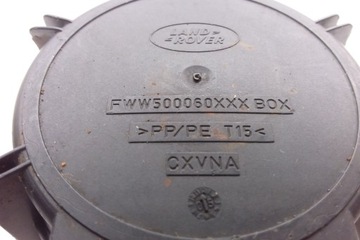 LAND
ROVER
FWW500060XXX BOX
>PP/PE T15<
CXVNA